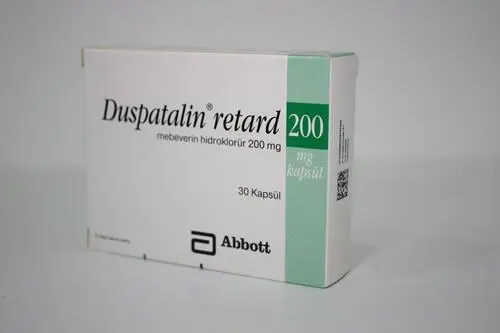 Duspatalin® retard
mebeverin hidroklorür 200 mg
200
mg
kapsül
30 Kapsül
Abbott